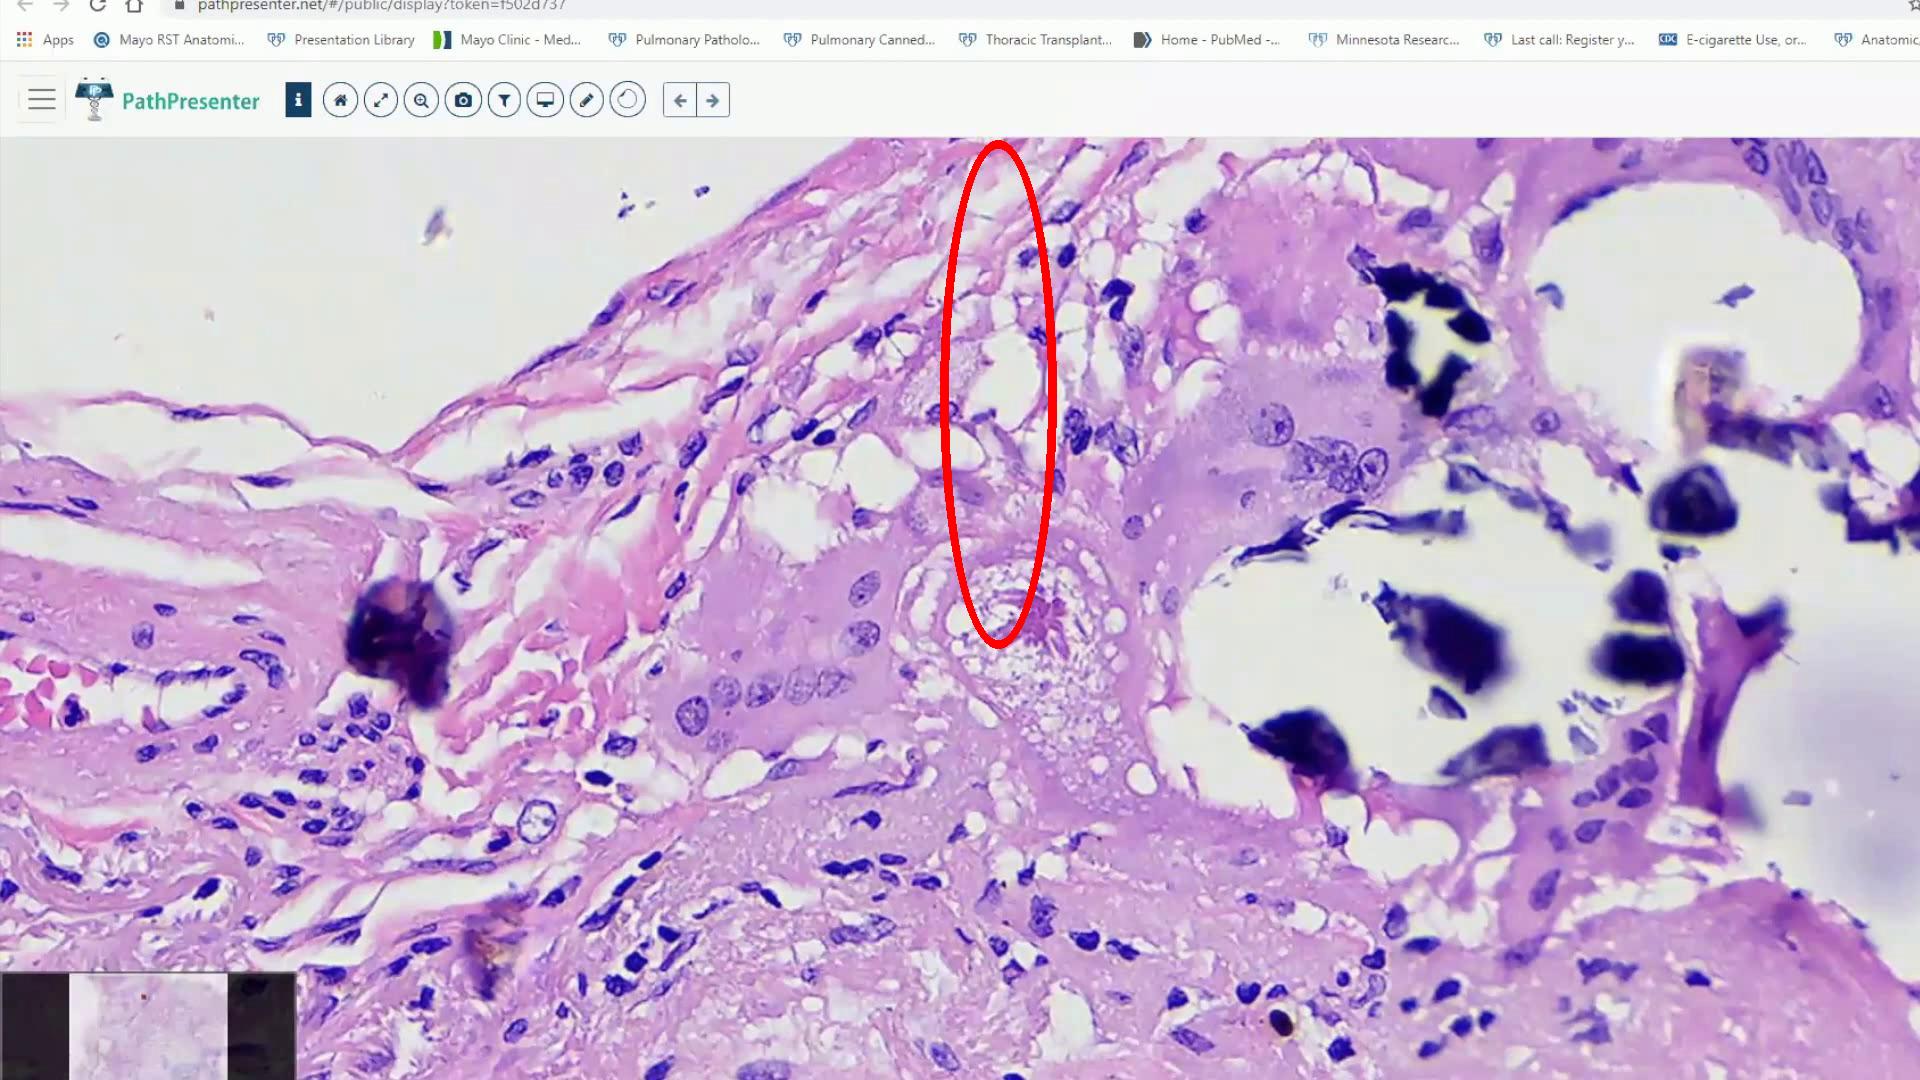 pathpresenter.net/#/public/display?token=f502d737
Apps Mayo RST Anatomi... Presentation Library Mayo Clinic - Med... Pulmonary Patholo... Pulmonary Canned... Thoracic Transplant... Home - PubMed -... Minnesota Researc... Last call: Register y... CDC E-cigarette Use, or... Anatomic
PathPresenter